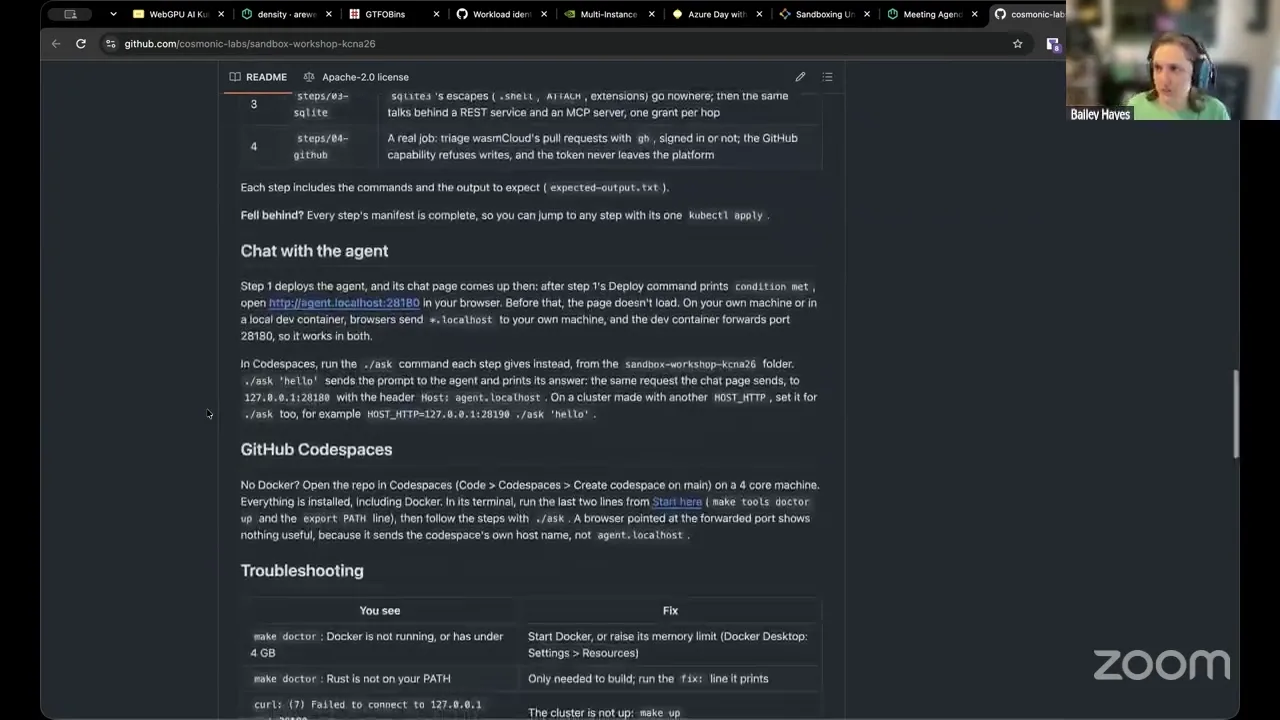 WebGPU AI Ku
density · arewe
GTFOBins
Workload iden
Multi-Instance
Azure Day with
Sandboxing Un
Meeting Agend
cosmonic-lab
github.com/cosmonic-labs/sandbox-workshop-kcna26
README
Apache-2.0 license
3
steps/03-
sqlite
sqlite3 's escapes ( .shell , ATTACH , extensions) go nowhere; then the same
talks behind a REST service and an MCP server, one grant per hop
4
steps/04-
github
A real job: triage wasmCloud's pull requests with gh , signed in or not; the GitHub
capability refuses writes, and the token never leaves the platform
Each step includes the commands and the output to expect ( expected-output.txt ).
Fell behind? Every step's manifest is complete, so you can jump to any step with its one kubectl apply .
Chat with the agent
Step 1 deploys the agent, and its chat page comes up then: after step 1's Deploy command prints condition met ,
open http://agent.localhost:28180 in your browser. Before that, the page doesn't load. On your own machine or in
a local dev container, browsers send *.localhost to your own machine, and the dev container forwards port
28180, so it works in both.
In Codespaces, run the ./ask command each step gives instead, from the sandbox-workshop-kcna26 folder.
./ask 'hello' sends the prompt to the agent and prints its answer: the same request the chat page sends, to
127.0.0.1:28180 with the header Host: agent.localhost . On a cluster made with another HOST_HTTP , set it for
./ask too, for example HOST_HTTP=127.0.0.1:28190 ./ask 'hello' .
GitHub Codespaces
No Docker? Open the repo in Codespaces (Code > Codespaces > Create codespace on main) on a 4 core machine.
Everything is installed, including Docker. In its terminal, run the last two lines from Start here ( make tools doctor
up and the export PATH line), then follow the steps with ./ask . A browser pointed at the forwarded port shows
nothing useful, because it sends the codespace's own host name, not agent.localhost .
Troubleshooting
You see
Fix
make doctor : Docker is not running, or has under
4 GB
Start Docker, or raise its memory limit (Docker Desktop:
Settings > Resources)
make doctor : Rust is not on your PATH
Only needed to build; run the fix: line it prints
curl: (7) Failed to connect to 127.0.0.1
The cluster is not up: make up
Bailey Hayes
zoom